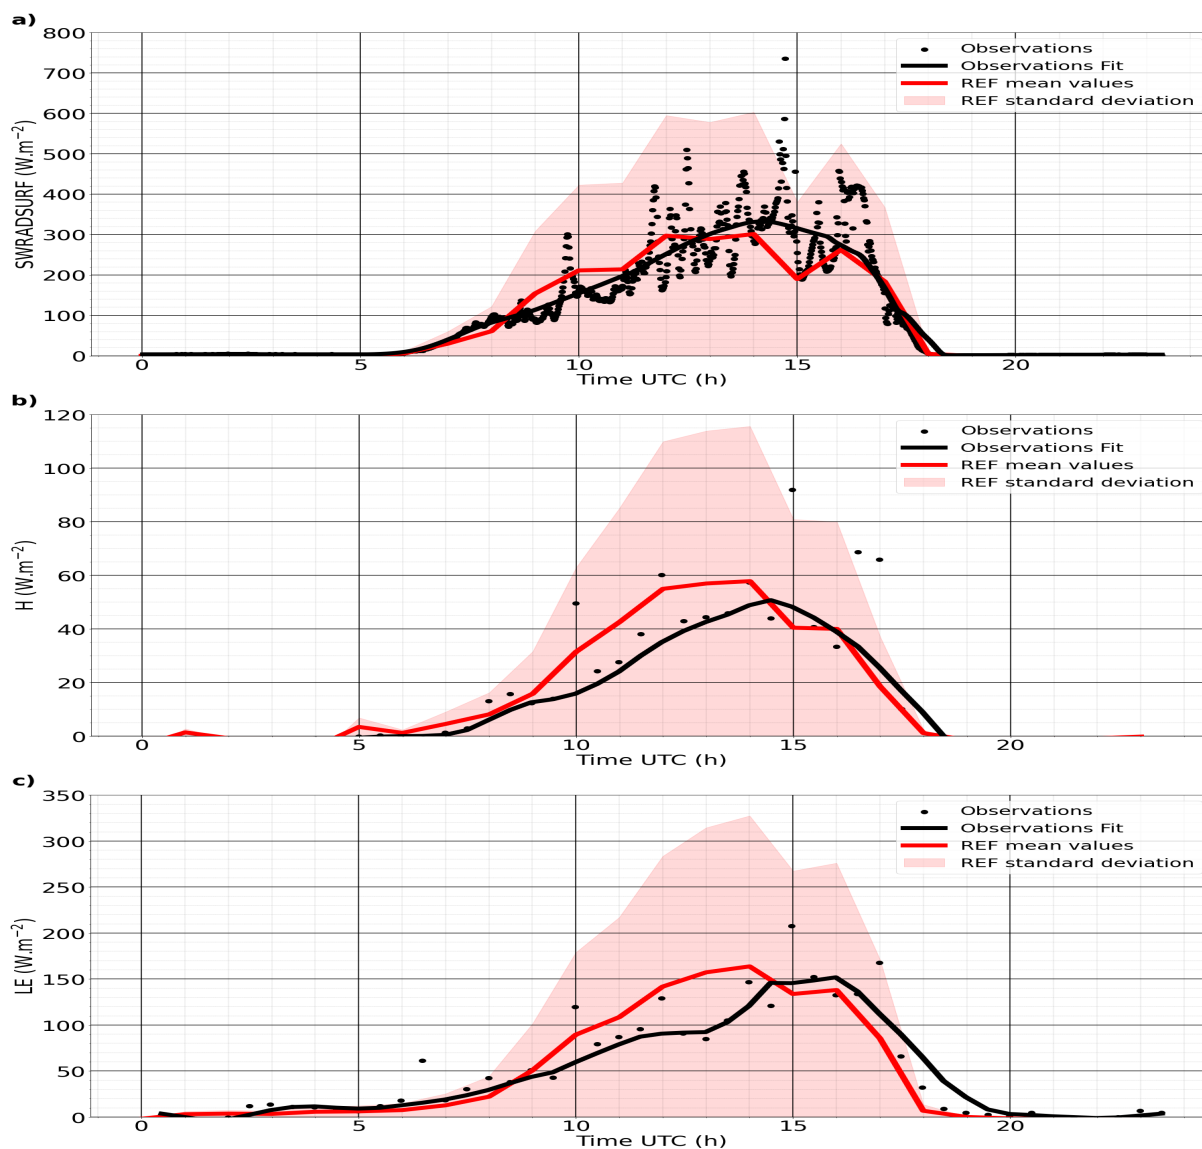 a)
SWRADSURF (W.m⁻²)
800
700
600
500
400
300
200
100
0
Observations
Observations Fit
REF mean values
REF standard deviation
0 5 10 15 20
Time UTC (h)
b)
H (W.m⁻²)
120
100
80
60
40
20
0
Observations
Observations Fit
REF mean values
REF standard deviation
0 5 10 15 20
Time UTC (h)
c)
LE (W.m⁻²)
350
300
250
200
150
100
50
0
Observations
Observations Fit
REF mean values
REF standard deviation
0 5 10 15 20
Time UTC (h)